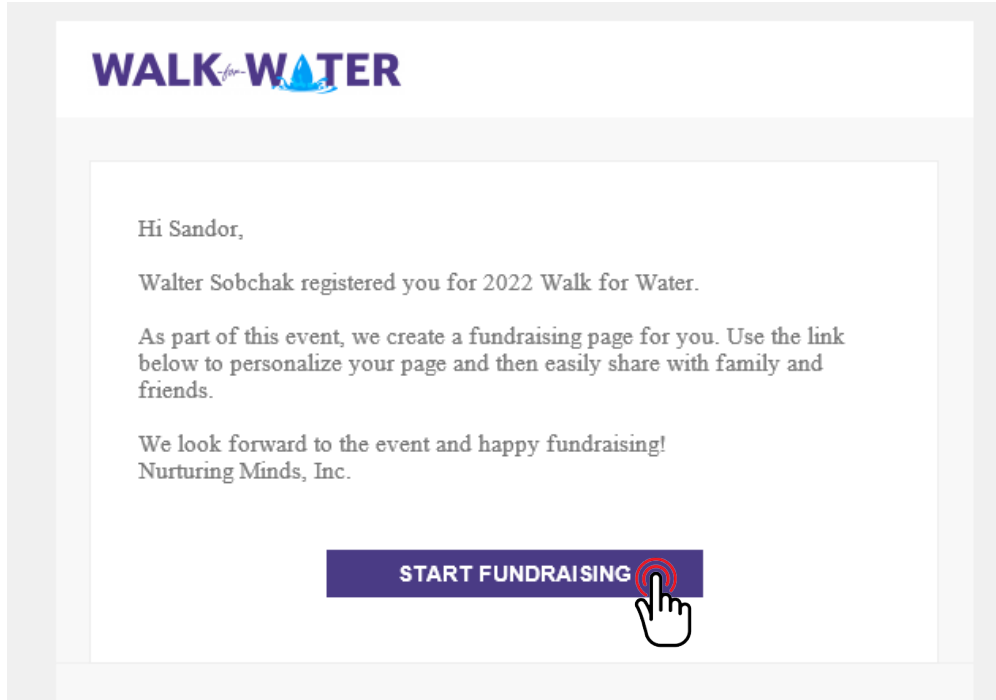 WALK-for-WATER
Hi Sandor,
Walter Sobchak registered you for 2022 Walk for Water.
As part of this event, we create a fundraising page for you. Use the link
below to personalize your page and then easily share with family and
friends.
We look forward to the event and happy fundraising!
Nurturing Minds, Inc.
START FUNDRAISING